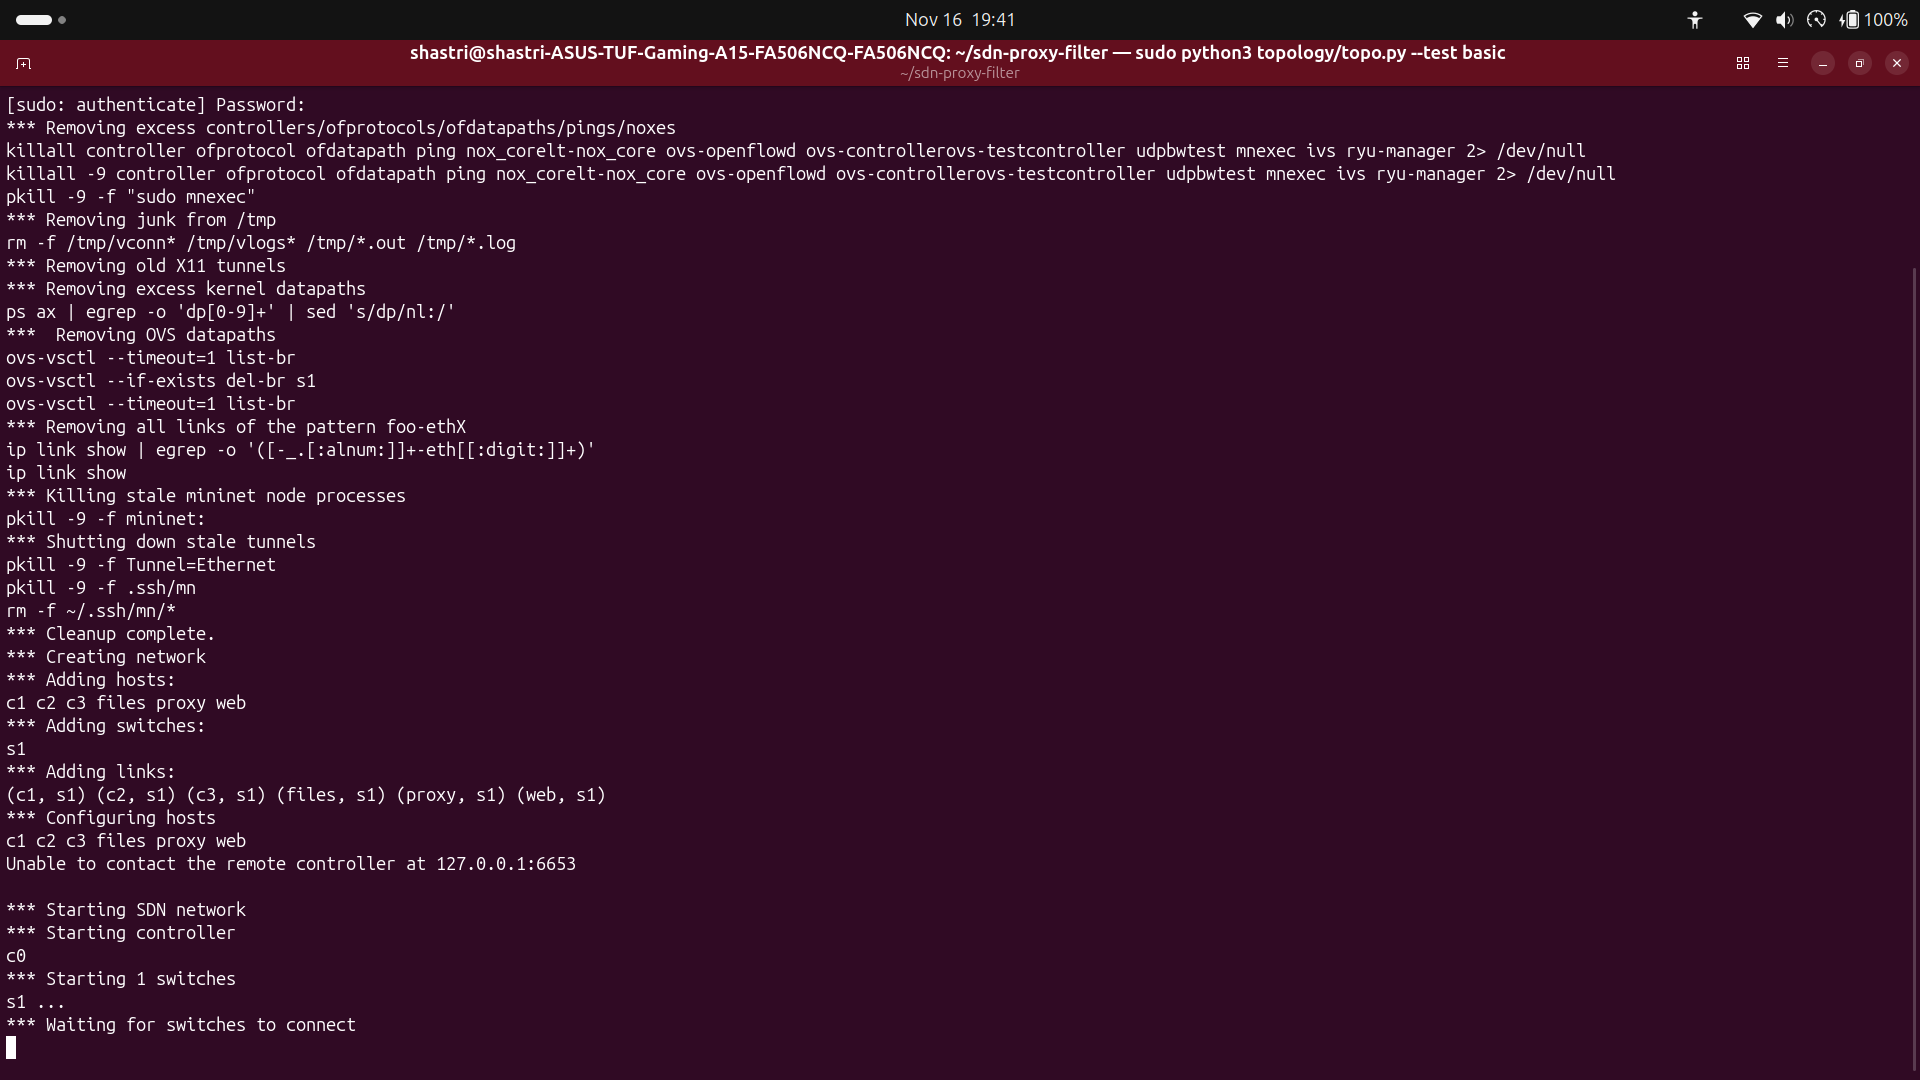 Nov 16 19:41
100%
shastri@shastri-ASUS-TUF-Gaming-A15-FA506NCQ-FA506NCQ: ~/sdn-proxy-filter — sudo python3 topology/topo.py --test basic
~/sdn-proxy-filter
[sudo: authenticate] Password:
*** Removing excess controllers/ofprotocols/ofdatapaths/pings/noxes
killall controller ofprotocol ofdatapath ping nox_corelt-nox_core ovs-openflowd ovs-controllerovs-testcontroller udpbwtest mnexec ivs ryu-manager 2> /dev/null
killall -9 controller ofprotocol ofdatapath ping nox_corelt-nox_core ovs-openflowd ovs-controllerovs-testcontroller udpbwtest mnexec ivs ryu-manager 2> /dev/null
pkill -9 -f "sudo mnexec"
*** Removing junk from /tmp
rm -f /tmp/vconn* /tmp/vlogs* /tmp/*.out /tmp/*.log
*** Removing old X11 tunnels
*** Removing excess kernel datapaths
ps ax | egrep -o 'dp[0-9]+' | sed 's/dp/nl:/'
***  Removing OVS datapaths
ovs-vsctl --timeout=1 list-br
ovs-vsctl --if-exists del-br s1
ovs-vsctl --timeout=1 list-br
*** Removing all links of the pattern foo-ethX
ip link show | egrep -o '([-_.[:alnum:]]+-eth[[:digit:]]+)'
ip link show
*** Killing stale mininet node processes
pkill -9 -f mininet:
*** Shutting down stale tunnels
pkill -9 -f Tunnel=Ethernet
pkill -9 -f .ssh/mn
rm -f ~/.ssh/mn/*
*** Cleanup complete.
*** Creating network
*** Adding hosts:
c1 c2 c3 files proxy web
*** Adding switches:
s1
*** Adding links:
(c1, s1) (c2, s1) (c3, s1) (files, s1) (proxy, s1) (web, s1)
*** Configuring hosts
c1 c2 c3 files proxy web
Unable to contact the remote controller at 127.0.0.1:6653
*** Starting SDN network
*** Starting controller
c0
*** Starting 1 switches
s1 ...
*** Waiting for switches to connect